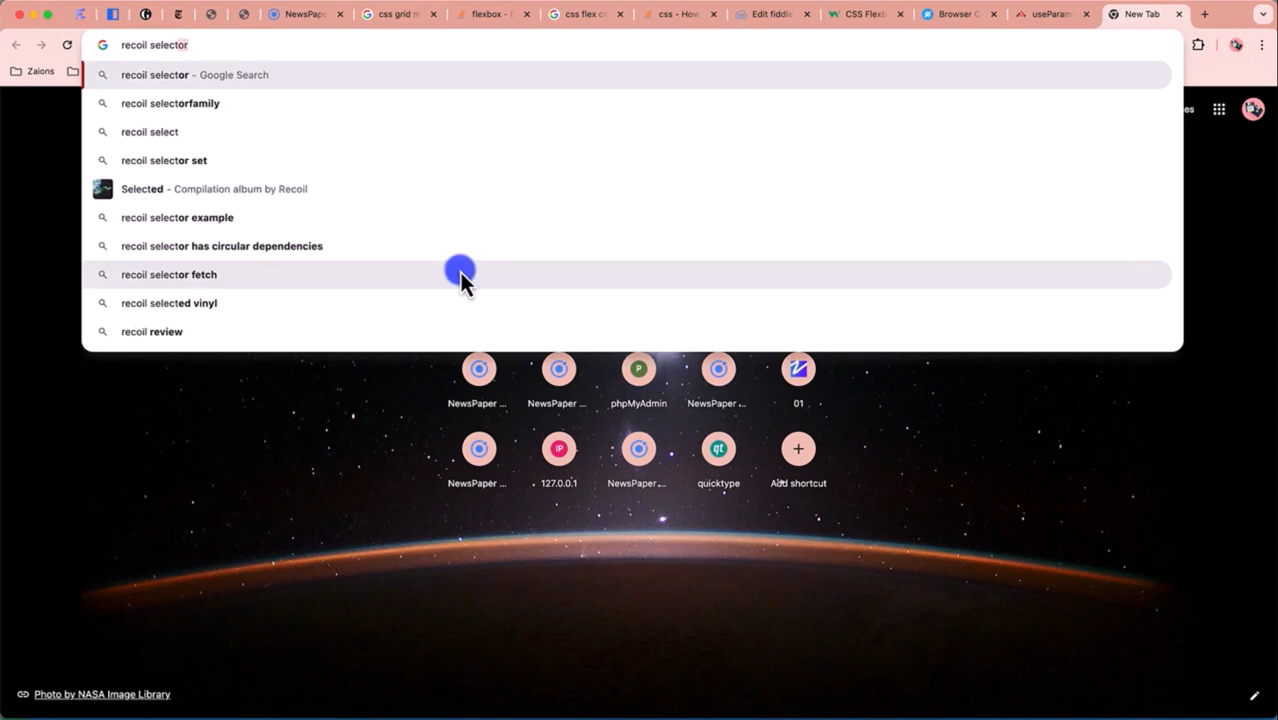 NewsPape
css grid m
flexbox - E
css flex c
css - How
Edit fiddle
CSS Flexb
Browser C
useParam
New Tab
recoil selector
Zaions
recoil selector - Google Search
recoil selectorfamily
es
recoil select
recoil selector set
Selected - Compilation album by Recoil
recoil selector example
recoil selector has circular dependencies
recoil selector fetch
recoil selected vinyl
recoil review
NewsPaper ...
NewsPaper ...
phpMyAdmin
NewsPaper ...
01
NewsPaper ...
127.0.0.1
NewsPaper...
quicktype
Add shortcut
Photo by NASA Image Library